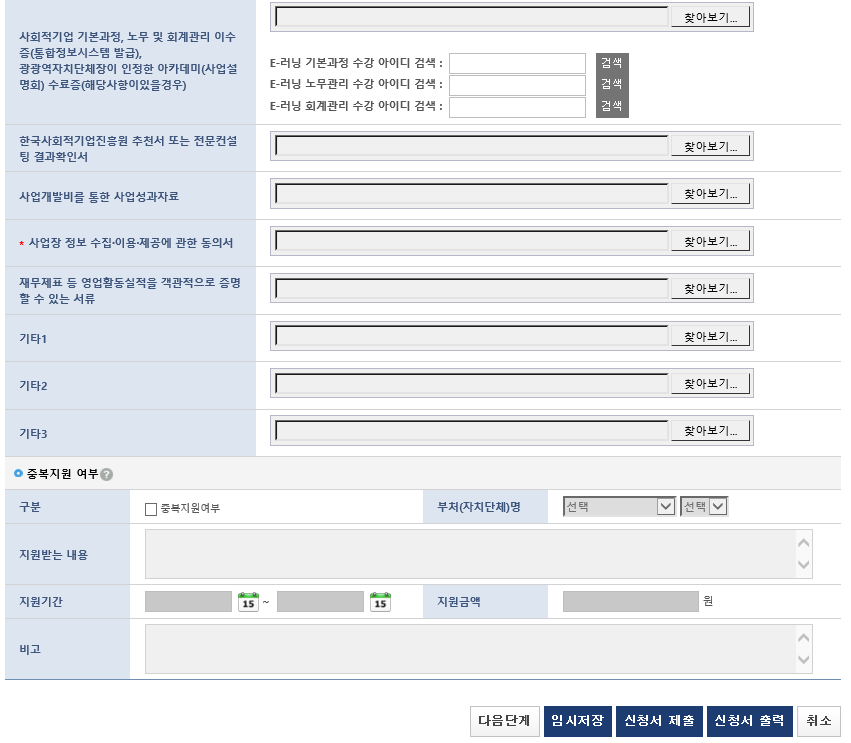 찾아보기...
사회적기업 기본과정, 노무 및 회계관리 이수
증(통합정보시스템 발급),
광광역자치단체장이 인정한 아카데미(사업설
명회) 수료증(해당사항이있을경우)
E-러닝 기본과정 수강 아이디 검색 : 검색
E-러닝 노무관리 수강 아이디 검색 : 검색
E-러닝 회계관리 수강 아이디 검색 : 검색
한국사회적기업진흥원 추천서 또는 전문컨설
팅 결과확인서
찾아보기...
사업개발비를 통한 사업성과자료 찾아보기...
* 사업장 정보 수집·이용·제공에 관한 동의서 찾아보기...
재무제표 등 영업활동실적을 객관적으로 증명
할 수 있는 서류
찾아보기...
기타1 찾아보기...
기타2 찾아보기...
기타3 찾아보기...
중복지원 여부 ?
구분 중복지원여부 부처(자치단체)명 선택 선택
지원받는 내용
지원기간 15 ~ 15 지원금액 원
비고
다음단계 임시저장 신청서 제출 신청서 출력 취소